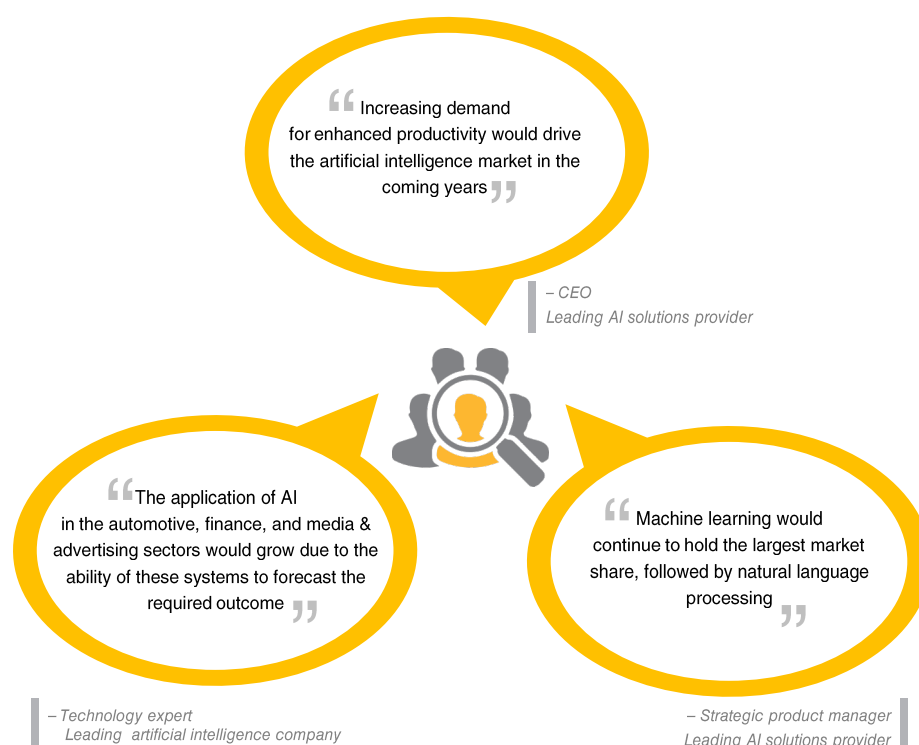 “ Increasing demand
for enhanced productivity would drive
the artificial intelligence market in the
coming years ”
– CEO
Leading AI solutions provider
“ The application of AI
in the automotive, finance, and media &
advertising sectors would grow due to the
ability of these systems to forecast the
required outcome ”
– Technology expert
Leading artificial intelligence company
“ Machine learning would
continue to hold the largest market
share, followed by natural language
processing ”
– Strategic product manager
Leading AI solutions provider